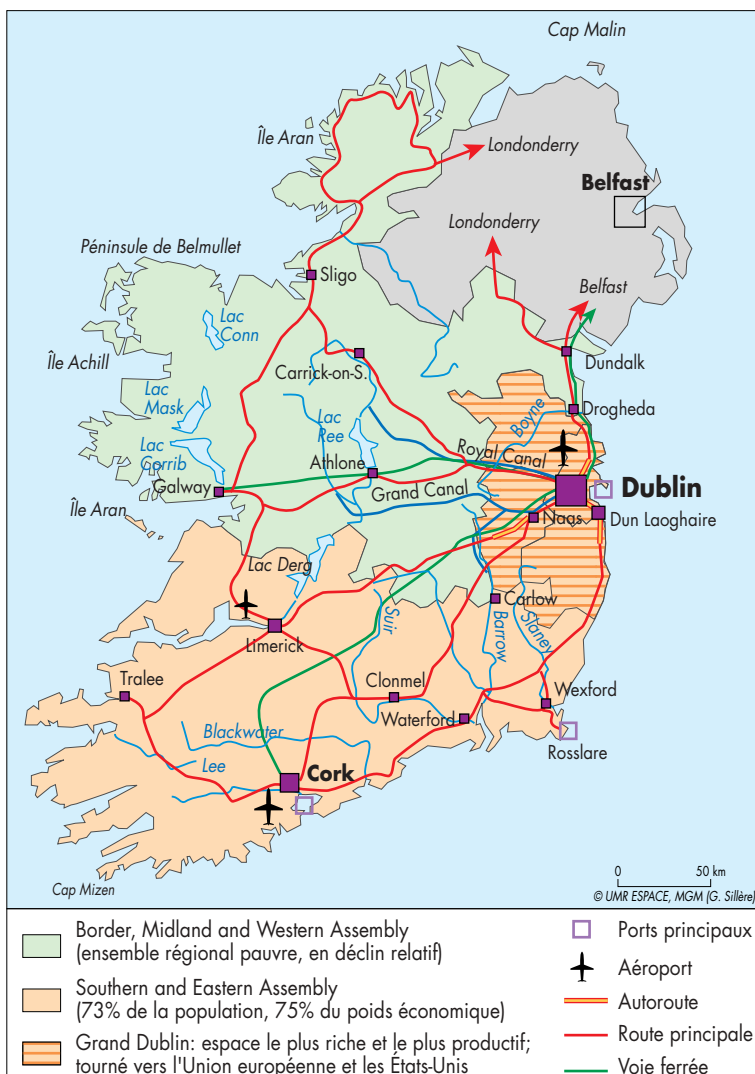 Cap Malin
Île Aran
Londonderry
Belfast
Londonderry
Péninsule de Belmullet
Sligo
Belfast
Lac
Conn
Île Achill
Carrick-on-S.
Dundalk
Lac
Mask
Drogheda
Lac
Ree
Boyne
Lac
Corrib
Royal Canal
Athlone
Galway
Grand Canal
Dublin
Île Aran
Naqs
Dun Laoghaire
Lac Derg
Carlow
Suir
Barrow
Slaney
Limerick
Tralee
Clonmel
Wexford
Waterford
Blackwater
Rosslare
Lee
Cork
Cap Mizen
0 50 km
© UMR ESPACE, MGM (G. Sillère)
Border, Midland and Western Assembly
(ensemble régional pauvre, en déclin relatif)
Southern and Eastern Assembly
(73% de la population, 75% du poids économique)
Grand Dublin: espace le plus riche et le plus productif;
tourné vers l'Union européenne et les États-Unis
Ports principaux
Aéroport
Autoroute
Route principale
Voie ferrée